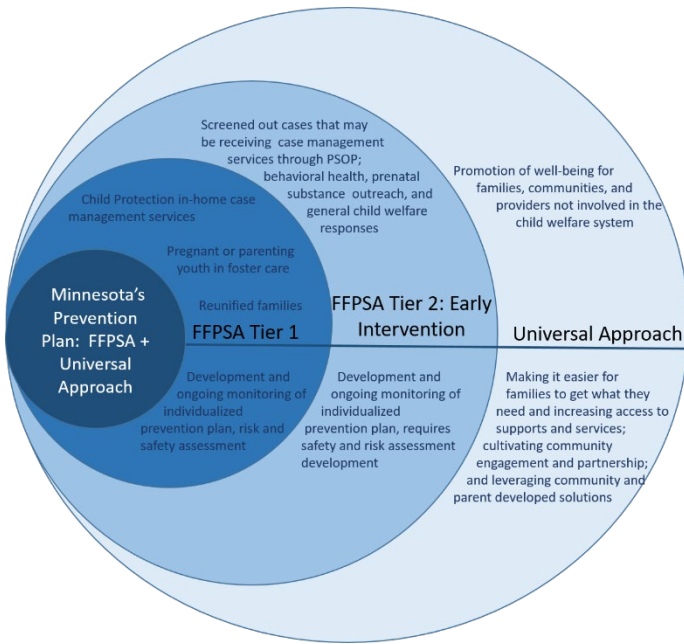 Minnesota's
Prevention
Plan: FFPSA +
Universal
Approach
Child Protection in-home case
management services
Pregnant or parenting
youth in foster care
Reunified families
FFPSA Tier 1
Development and
ongoing monitoring of
individualized
prevention plan, risk and
safety assessment
Screened out cases that may
be receiving case management
services through PSOP;
behavioral health, prenatal
substance outreach, and
general child welfare
responses
FFPSA Tier 2: Early
Intervention
Development and
ongoing monitoring of
individualized
prevention plan, requires
safety and risk assessment
development
Promotion of well-being for
families, communities, and
providers not involved in the
child welfare system
Universal Approach
Making it easier for
families to get what they
need and increasing access to
supports and services;
cultivating community
engagement and partnership;
and leveraging community and
parent developed solutions